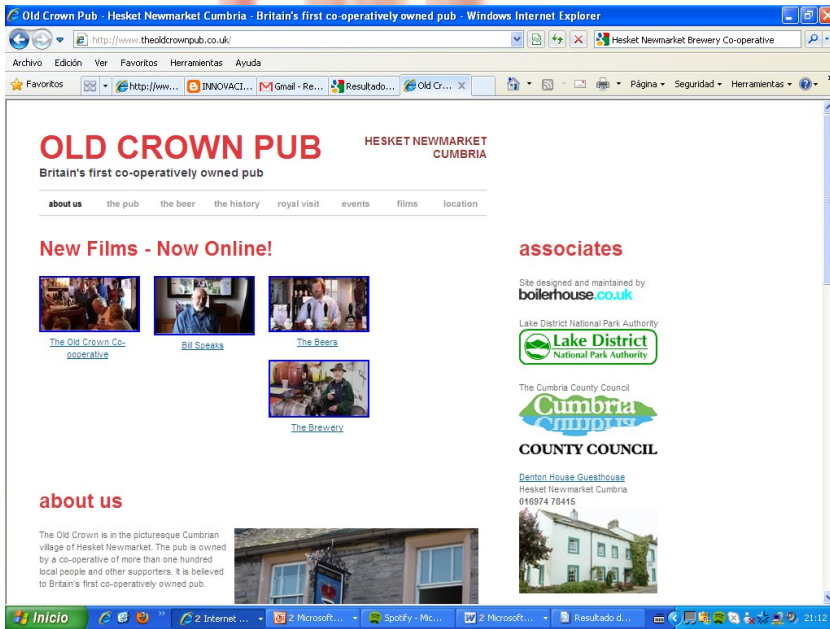 Old Crown Pub - Hesket Newmarket Cumbria - Britain's first co-operatively owned pub - Windows Internet Explorer
http://www.theoldcrownpub.co.uk/
Hesket Newmarket Brewery Co-operative
Archivo Edición Ver Favoritos Herramientas Ayuda
Favoritos
http://ww...
INNOVACI...
Gmail - Re...
Resultado...
Old Cr...
Página
Seguridad
Herramientas
OLD CROWN PUB
HESKET NEWMARKET
CUMBRIA
Britain's first co-operatively owned pub
about us the pub the beer the history royal visit events films location
New Films - Now Online!
The Old Crown Co-
operative
Bill Speaks
The Beers
The Brewery
about us
The Old Crown is in the picturesque Cumbrian
village of Hesket Newmarket. The pub is owned
by a co-operative of more than one hundred
local people and other supporters. It is believed
to Britain's first co-operatively owned pub.
associates
Site designed and maintained by
boilerhouse.co.uk
Lake District National Park Authority
Lake District
National Park Authority
The Cumbria County Council
Cumbria
COUNTY COUNCIL
Denton House Guesthouse
Hesket Newmarket Cumbria
016974 78415
Inicio
2 Internet ...
2 Microsoft...
Spotify - Mic...
2 Microsoft...
Resultado d...
21:12